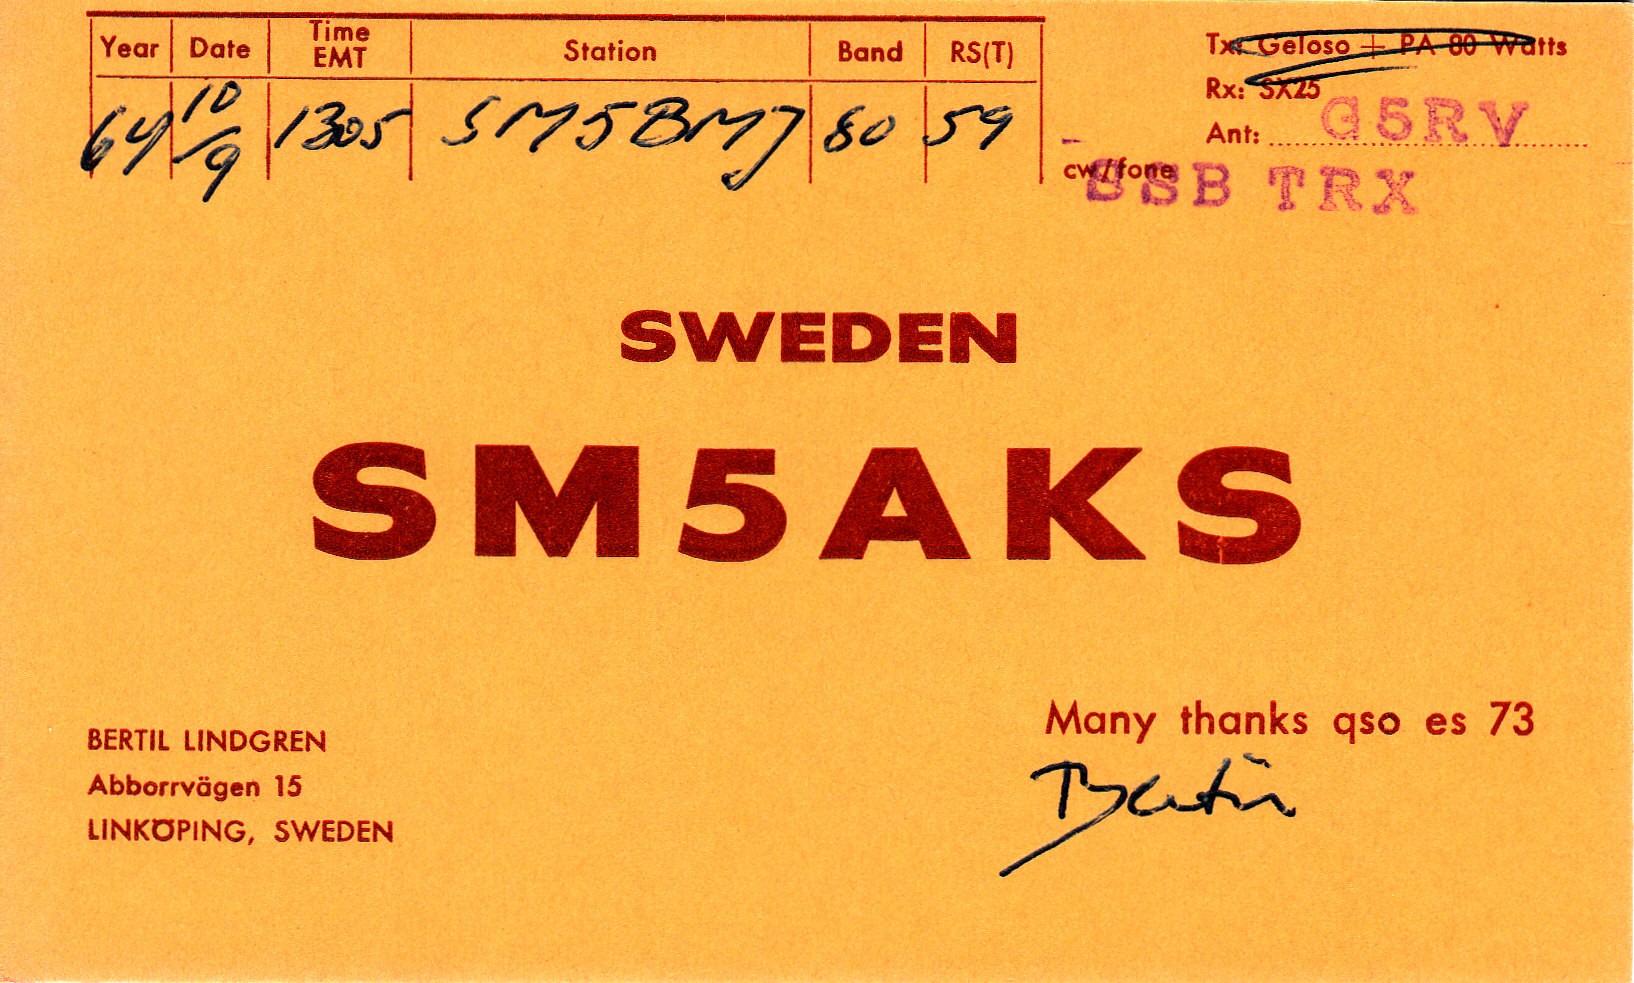 Year Date Time EMT Station Band RS(T)
64 10/9 1305 SM5BMJ 80 59
Tx: Geloso + PA 80 Watts
Rx: SX25
Ant: G5RV
cw/fone
SSB TRX
SWEDEN
SM5AKS
BERTIL LINDGREN
Abborrvägen 15
LINKÖPING, SWEDEN
Many thanks qso es 73
Bertil